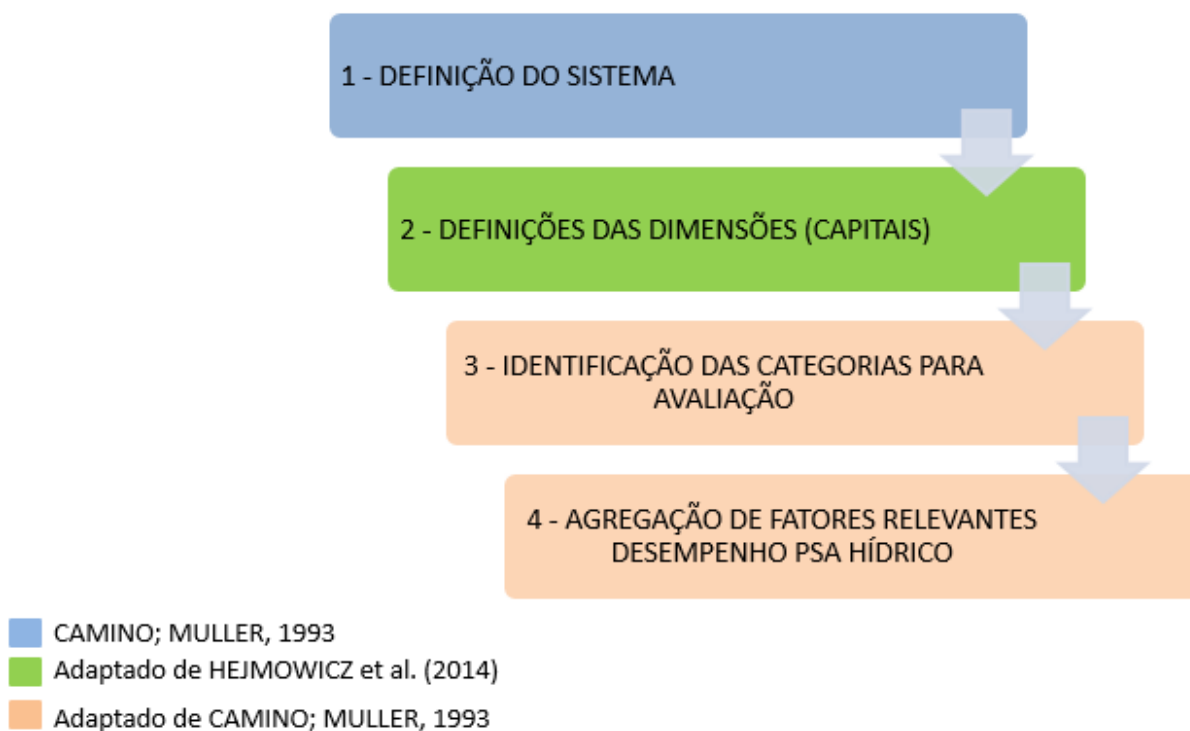 1 - DEFINIÇÃO DO SISTEMA
2 - DEFINIÇÕES DAS DIMENSÕES (CAPITAIS)
3 - IDENTIFICAÇÃO DAS CATEGORIAS PARA
AVALIAÇÃO
4 - AGREGAÇÃO DE FATORES RELEVANTES
DESEMPENHO PSA HÍDRICO
CAMINO; MULLER, 1993
Adaptado de HEJMOWICZ et al. (2014)
Adaptado de CAMINO; MULLER, 1993